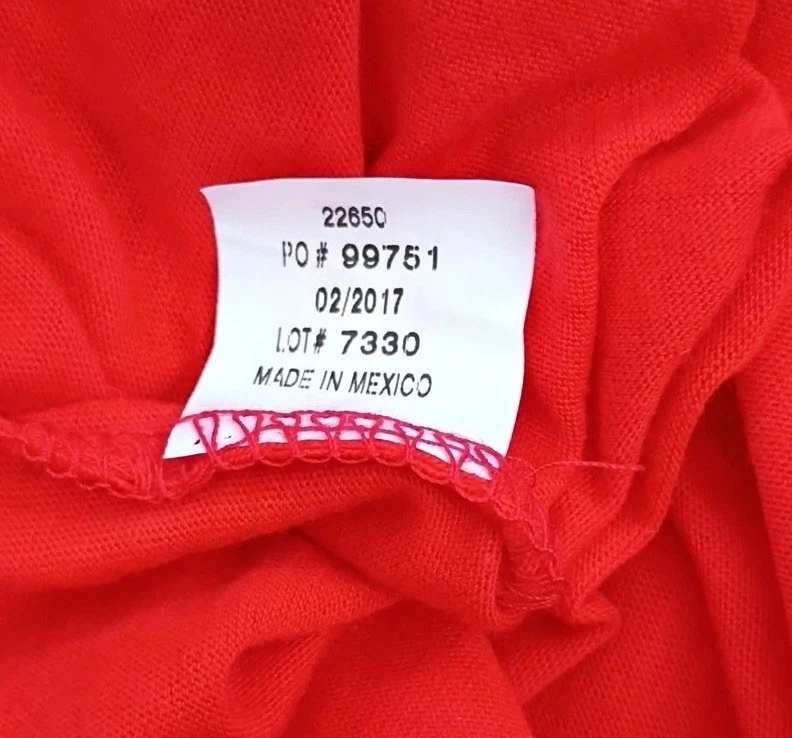 22650
PO# 99751
02/2017
LOT# 7330
MADE IN MEXICO